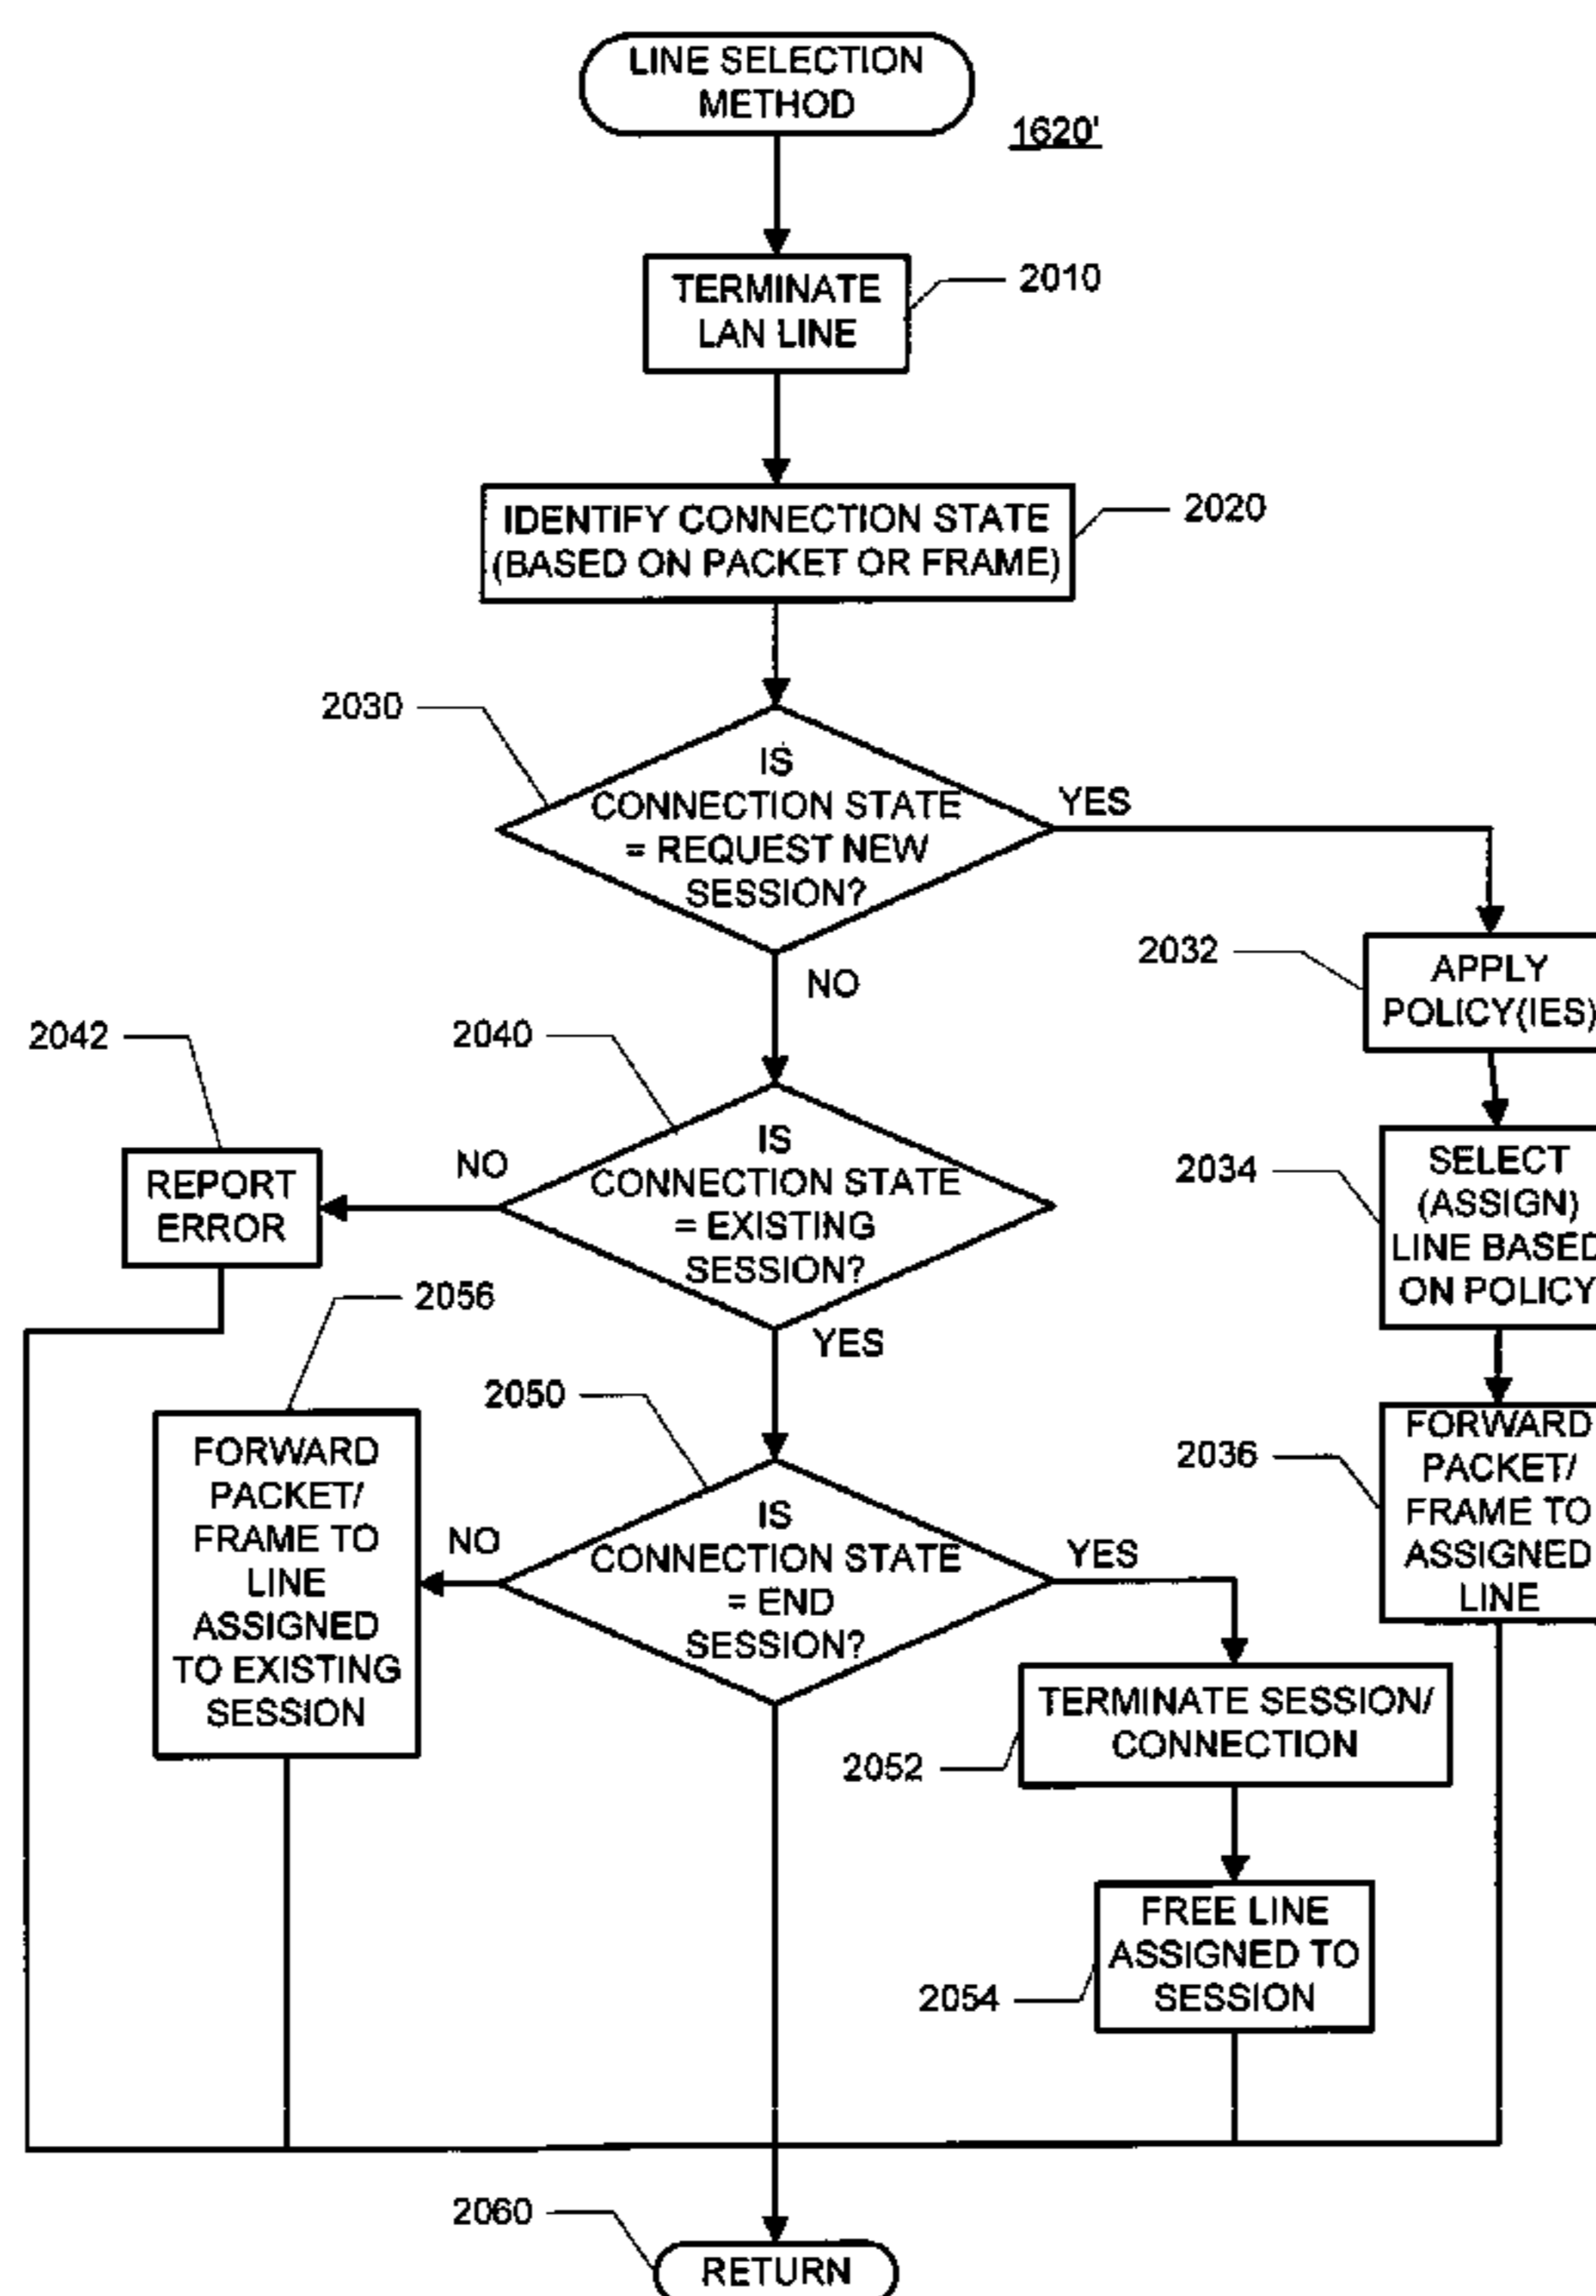 LINE SELECTION
METHOD
1620'
TERMINATE
LAN LINE
2010
IDENTIFY CONNECTION STATE
(BASED ON PACKET OR FRAME)
2020
2030
IS
CONNECTION STATE
= REQUEST NEW
SESSION?
YES
NO
2032
APPLY
POLICY(IES)
2042
2040
REPORT
ERROR
NO
IS
CONNECTION STATE
= EXISTING
SESSION?
YES
2034
SELECT
(ASSIGN)
LINE BASED
ON POLICY
2056
2050
FORWARD
PACKET/
FRAME TO
LINE
ASSIGNED
TO EXISTING
SESSION
NO
IS
CONNECTION STATE
= END
SESSION?
YES
2036
FORWARD
PACKET/
FRAME TO
ASSIGNED
LINE
TERMINATE SESSION/
CONNECTION
2052
FREE LINE
ASSIGNED TO
SESSION
2054
2060
RETURN